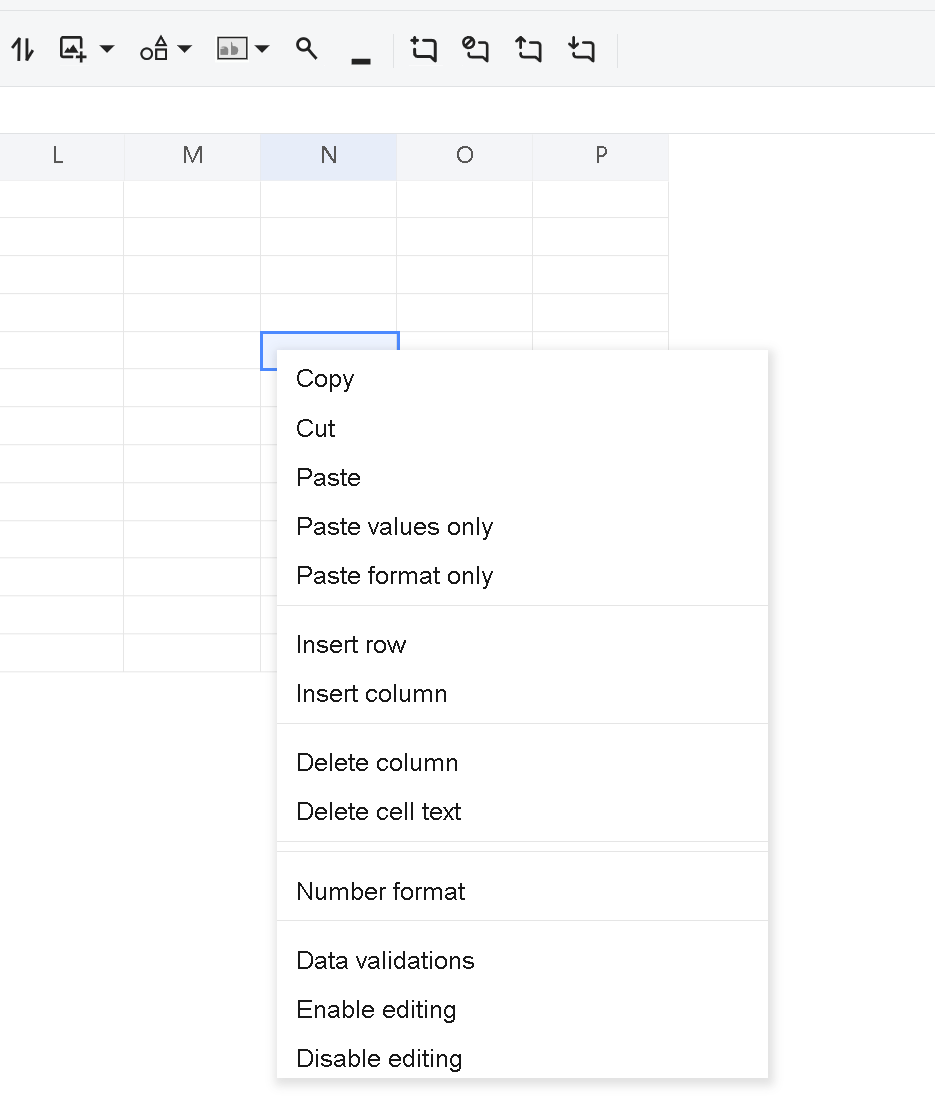 ab
L M N O P
Copy
Cut
Paste
Paste values only
Paste format only
Insert row
Insert column
Delete column
Delete cell text
Number format
Data validations
Enable editing
Disable editing